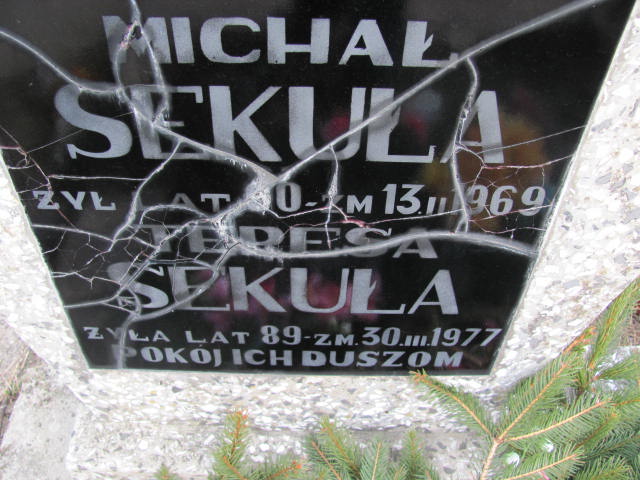 MICHAŁ
SEKUŁA
ŻYŁ LAT ZM 13.II 1969
TERESA
SEKUŁA
ŻYŁA LAT 89-ZM. 30.III.1977
POKÓJ ICH DUSZOM